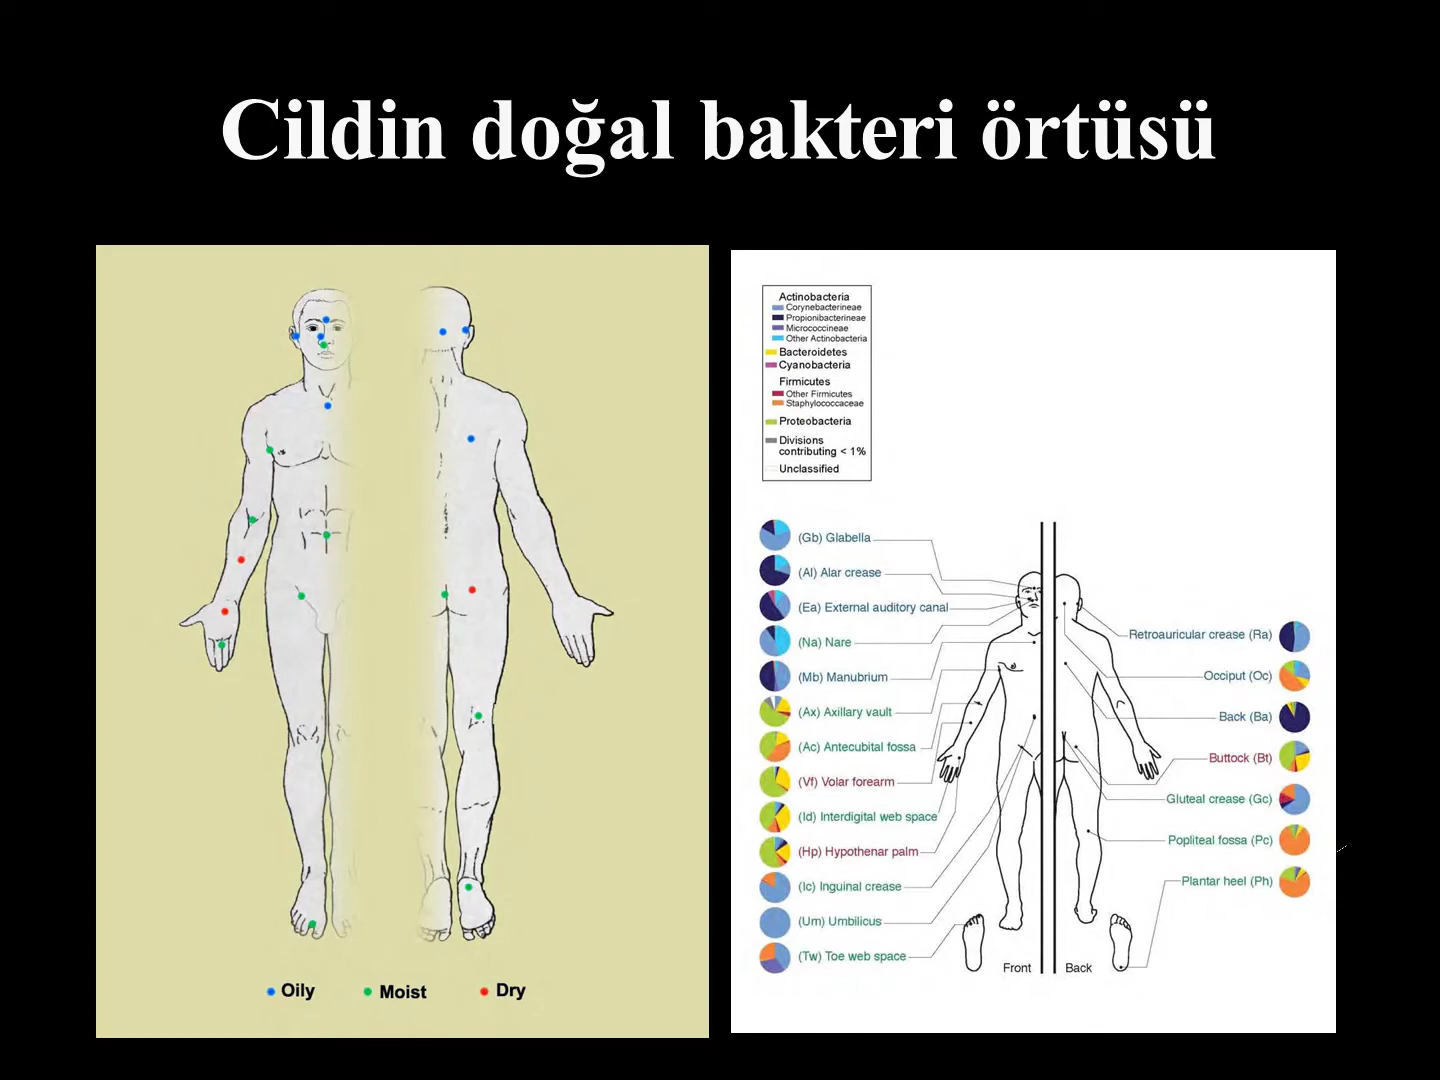 Cildin doğal bakteri örtüsü
Oily
Moist
Dry
Actinobacteria
Corynebacterineae
Propionibacterineae
Micrococcineae
Other Actinobacteria
Bacteroidetes
Cyanobacteria
Firmicutes
Other Firmicutes
Staphylococcaceae
Proteobacteria
Divisions
contributing < 1%
Unclassified
(Gb) Glabella
(Al) Alar crease
(Ea) External auditory canal
(Na) Nare
(Mb) Manubrium
(Ax) Axillary vault
(Ac) Antecubital fossa
(Vf) Volar forearm
(Id) Interdigital web space
(Hp) Hypothenar palm
(Ic) Inguinal crease
(Um) Umbilicus
(Tw) Toe web space
Retroauricular crease (Ra)
Occiput (Oc)
Back (Ba)
Buttock (Bt)
Gluteal crease (Gc)
Popliteal fossa (Pc)
Plantar heel (Ph)
Front
Back